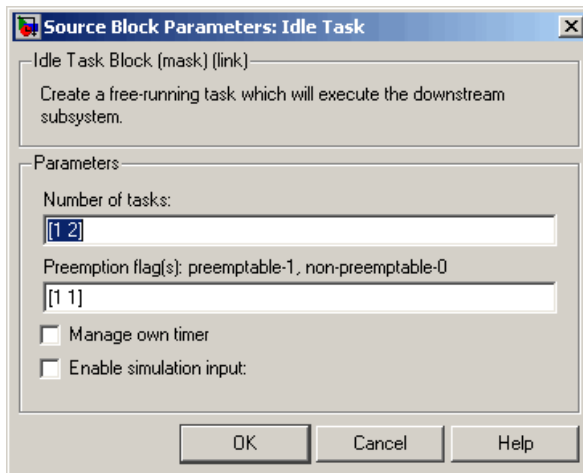 Source Block Parameters: Idle Task
Idle Task Block (mask) (link)
Create a free-running task which will execute the downstream
subsystem.
Parameters
Number of tasks:
[1 2]
Preemption flag(s): preemptable-1, non-preemptable-0
[1 1]
Manage own timer
Enable simulation input:
OK Cancel Help